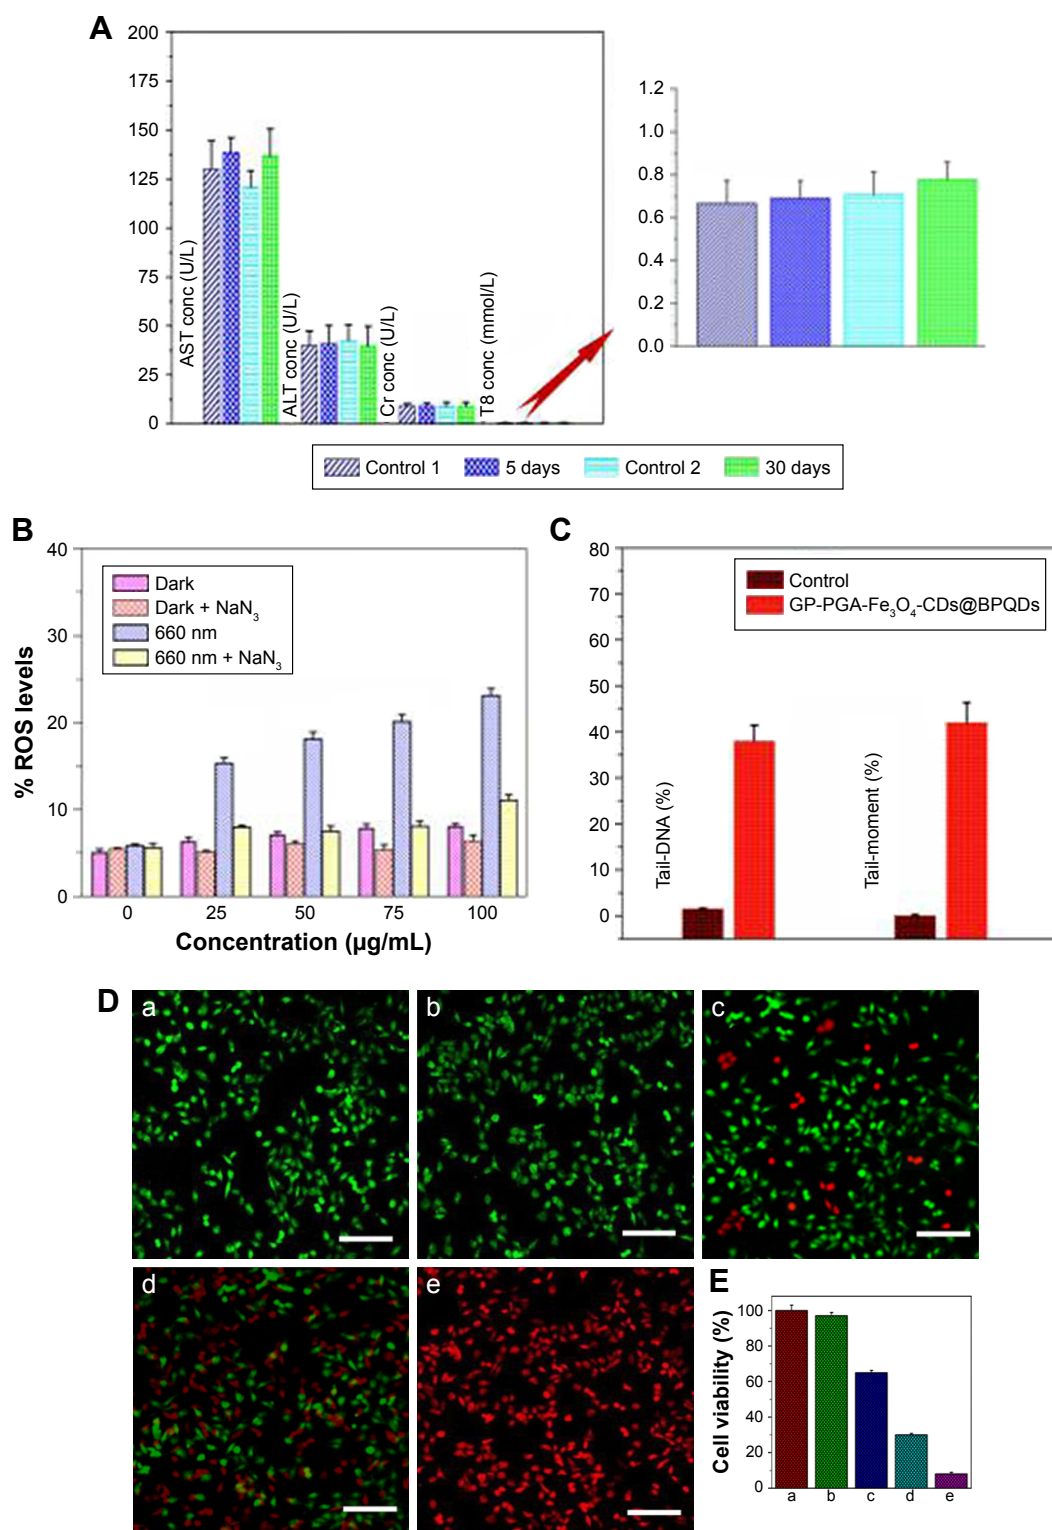 A
200
175
150
125
100
75
50
25
0
AST conc (U/L)
ALT conc (U/L)
Cr conc (U/L)
T8 conc (mmol/L)
1.2
1.0
0.8
0.6
0.4
0.2
0.0
Control 1 5 days Control 2 30 days
B
% ROS levels
40
30
20
10
0
Dark
Dark + NaN₃
660 nm
660 nm + NaN₃
0 25 50 75 100
Concentration (µg/mL)
C
80
70
60
50
40
30
20
10
0
Control
GP-PGA-Fe₃O₄-CDs@BPQDs
Tail-DNA (%)
Tail-moment (%)
D
a
b
c
d
e
E
Cell viability (%)
100
80
60
40
20
0
a b c d e